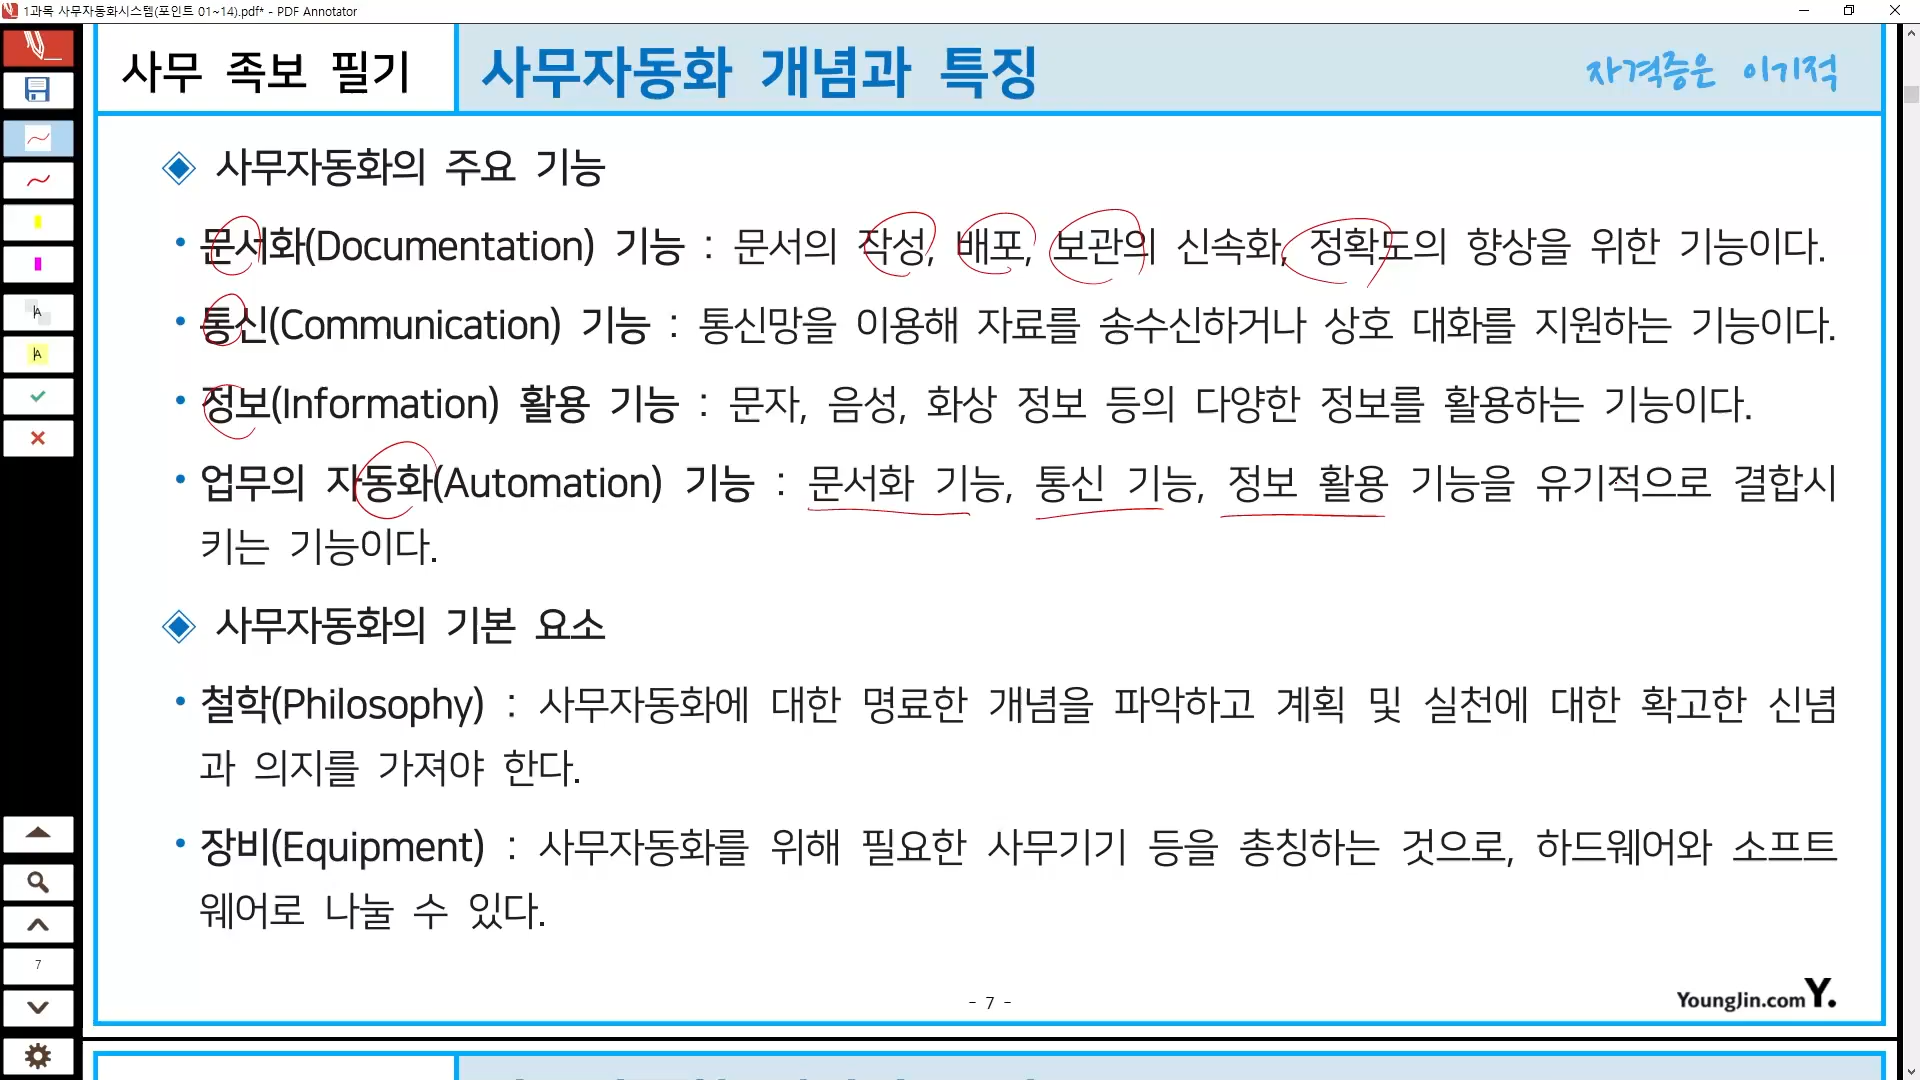 1과목 사무자동화시스템(포인트 01~14).pdf* - PDF Annotator
사무 족보 필기
사무자동화 개념과 특징
자격증은 이기적
사무자동화의 주요 기능
• 문서화(Documentation) 기능 : 문서의 작성, 배포, 보관의 신속화, 정확도의 향상을 위한 기능이다.
• 통신(Communication) 기능 : 통신망을 이용해 자료를 송수신하거나 상호 대화를 지원하는 기능이다.
• 정보(Information) 활용 기능 : 문자, 음성, 화상 정보 등의 다양한 정보를 활용하는 기능이다.
• 업무의 자동화(Automation) 기능 : 문서화 기능, 통신 기능, 정보 활용 기능을 유기적으로 결합시
키는 기능이다.
사무자동화의 기본 요소
• 철학(Philosophy) : 사무자동화에 대한 명료한 개념을 파악하고 계획 및 실천에 대한 확고한 신념
과 의지를 가져야 한다.
• 장비(Equipment) : 사무자동화를 위해 필요한 사무기기 등을 총칭하는 것으로, 하드웨어와 소프트
웨어로 나눌 수 있다.
7
- 7 -
YoungJin.com Y.